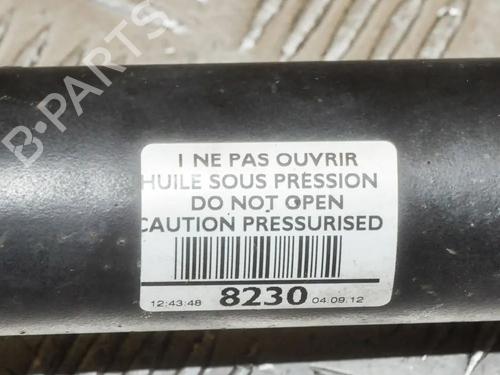 I NE PAS OUVRIR
HUILE SOUS PRESSION
DO NOT OPEN
CAUTION PRESSURISED
12:43:48 8230 04.09.12
B-PARTS
B-PARTS